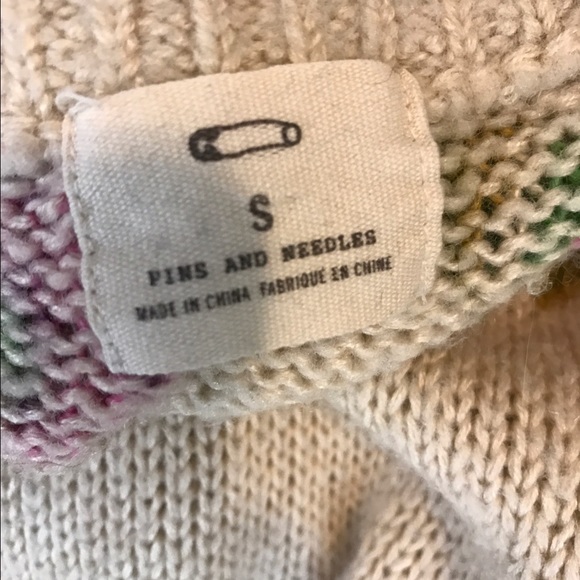 S
PINS AND NEEDLES
MADE IN CHINA FABRIQUE EN CHINE